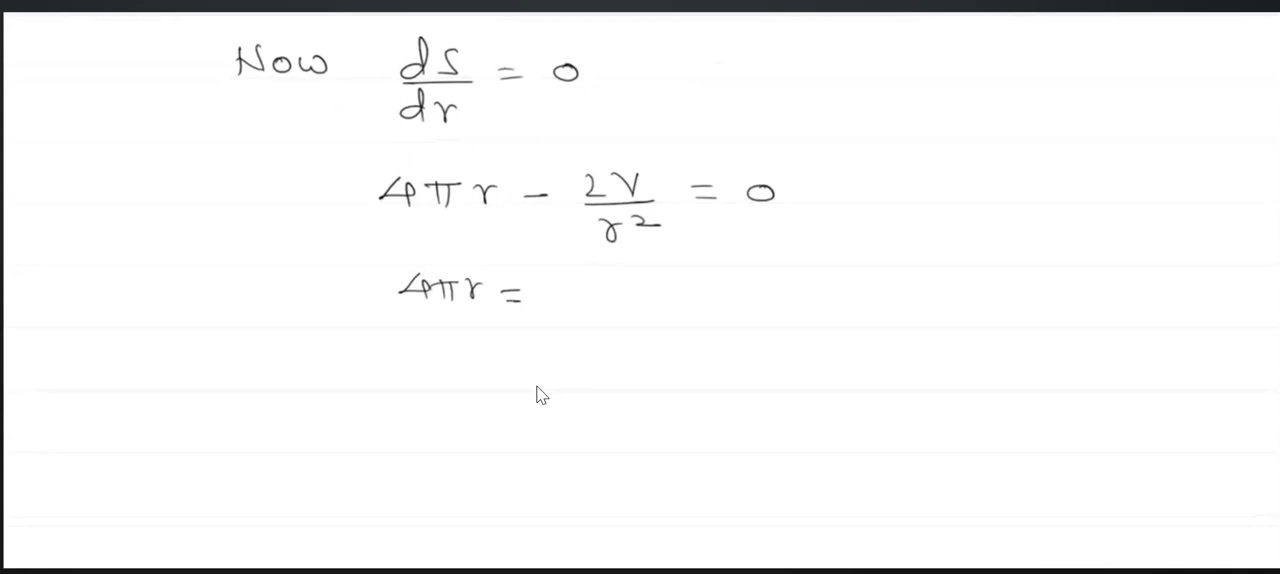 Now dS/dr = 0
4πr - 2V/r² = 0
4πr =